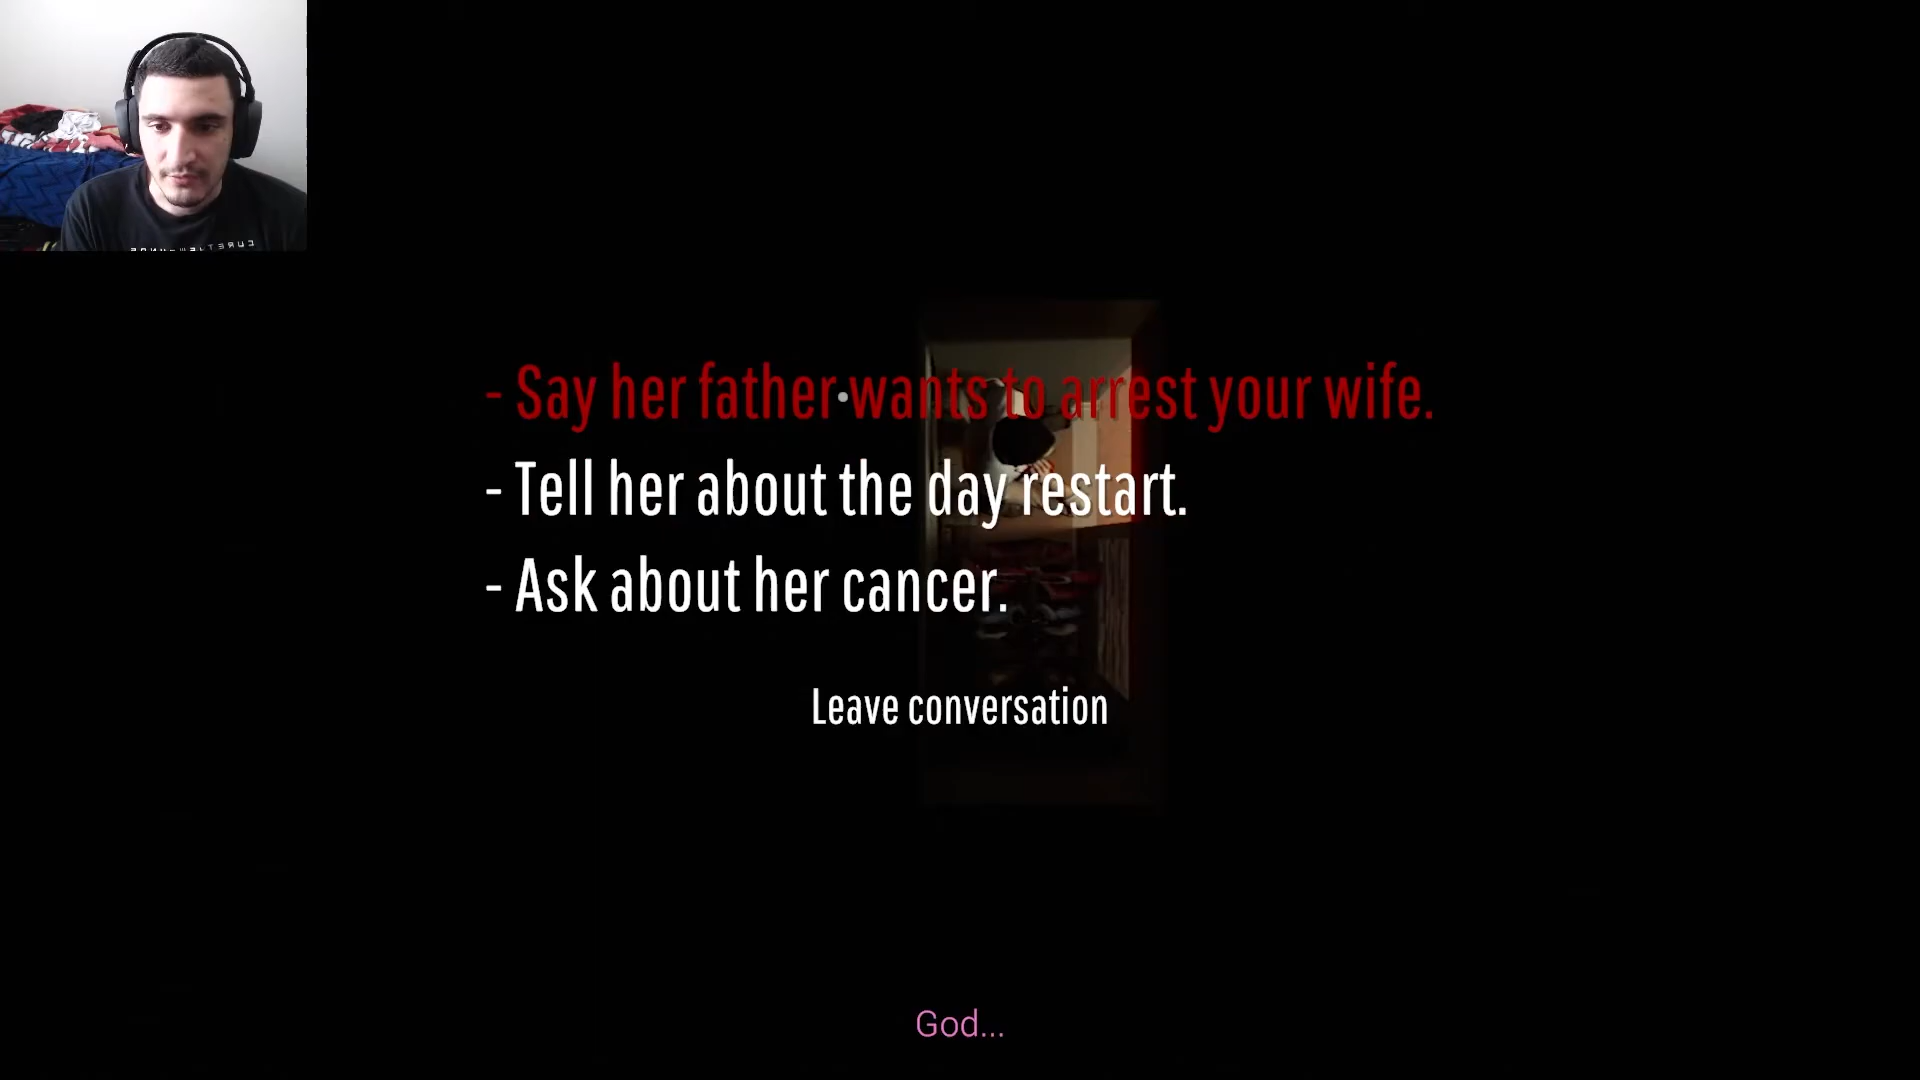 - Say her father wants to arrest your wife.
- Tell her about the day restart.
- Ask about her cancer.
Leave conversation
God...